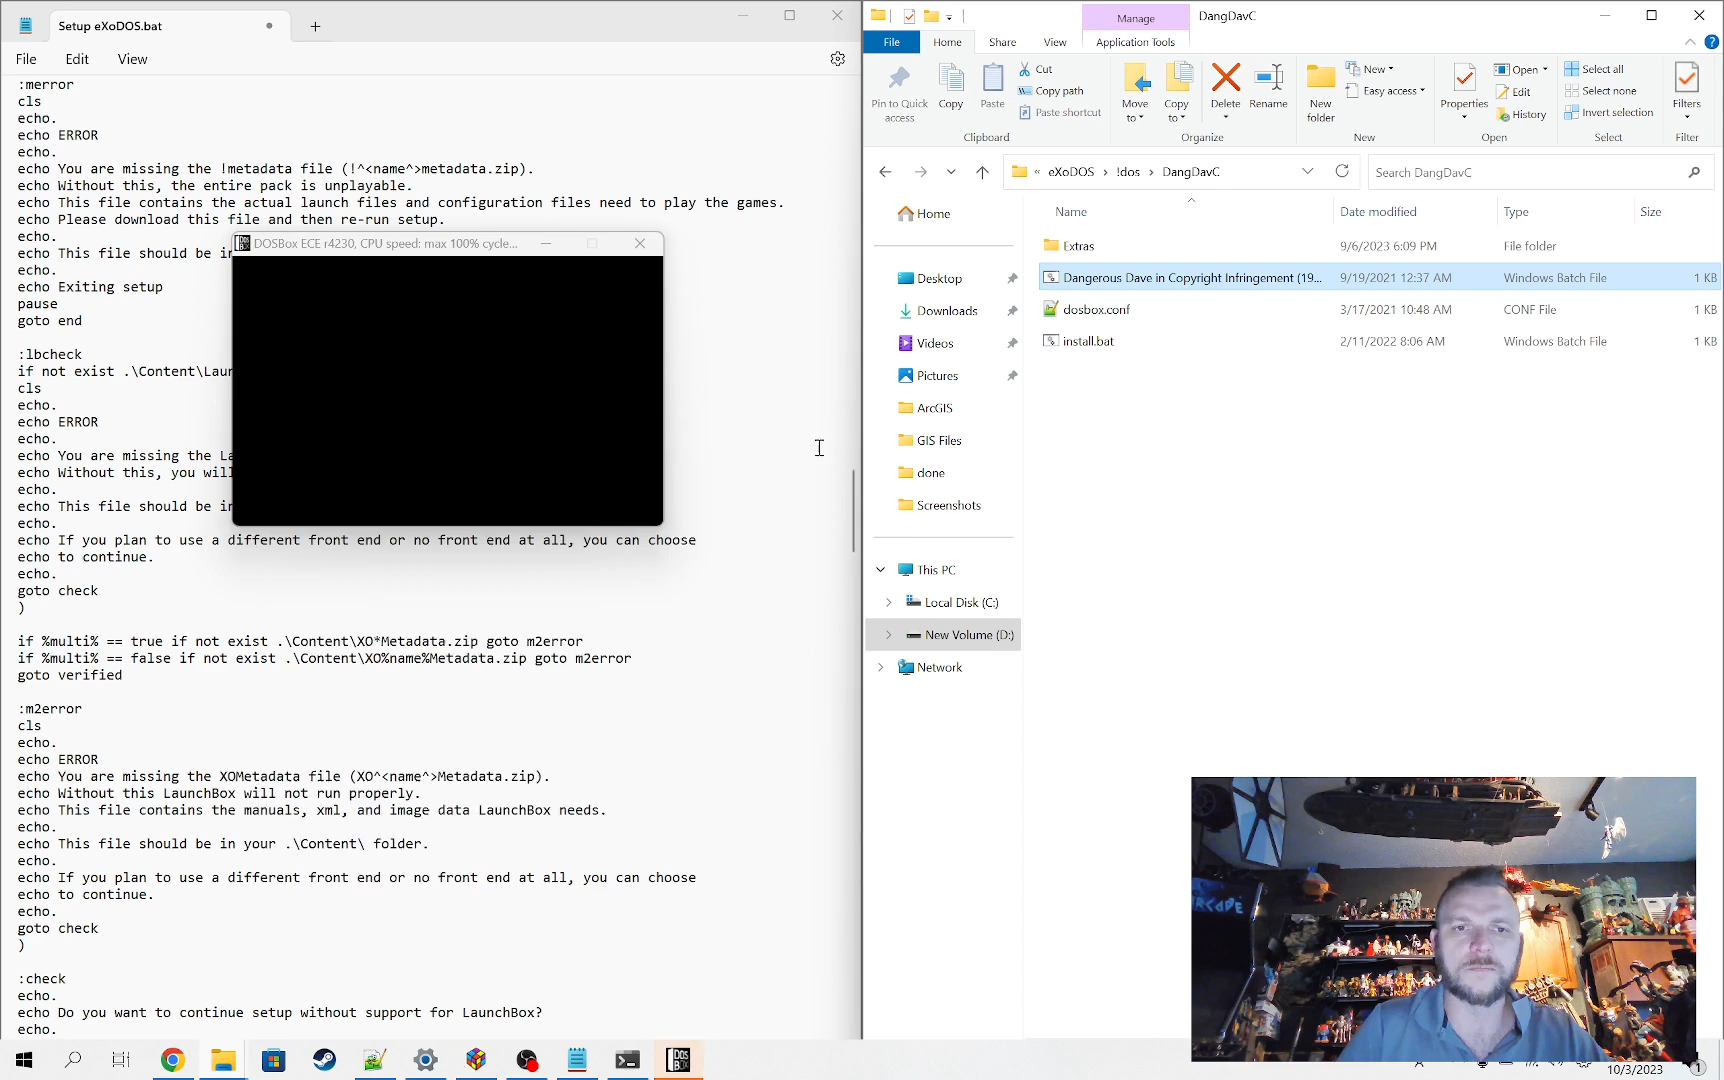 Setup eXoDOS.bat
File Edit View
:merror
cls
echo.
echo ERROR
echo.
echo You are missing the !metadata file (!^<name^>metadata.zip).
echo Without this, the entire pack is unplayable.
echo This file contains the actual launch files and configuration files need to play the games.
echo Please download this file and then re-run setup.
echo.
echo This file should be in
echo.
echo Exiting setup
pause
goto end
:lbcheck
if not exist .\Content\Laun
cls
echo.
echo ERROR
echo.
echo You are missing the La
echo Without this, you will
echo.
echo This file should be in
echo.
echo If you plan to use a different front end or no front end at all, you can choose
echo to continue.
echo.
goto check
)
if %multi% == true if not exist .\Content\XO*Metadata.zip goto m2error
if %multi% == false if not exist .\Content\XO%name%Metadata.zip goto m2error
goto verified
:m2error
cls
echo.
echo ERROR
echo You are missing the XOMetadata file (XO^<name^>Metadata.zip).
echo Without this LaunchBox will not run properly.
echo This file contains the manuals, xml, and image data LaunchBox needs.
echo.
echo This file should be in your .\Content\ folder.
echo.
echo If you plan to use a different front end or no front end at all, you can choose
echo to continue.
echo.
goto check
)
:check
echo.
echo Do you want to continue setup without support for LaunchBox?
echo.
DOSBox ECE r4230, CPU speed: max 100% cycle...
DOS
BOX
Manage
DangDavC
File Home Share View Application Tools
Pin to Quick access
Copy
Paste
Cut
Copy path
Paste shortcut
Clipboard
Move to
Copy to
Delete
Rename
Organize
New folder
New
Easy access
New
Properties
Open
Edit
History
Open
Select all
Select none
Invert selection
Select
Filters
Filter
« eXoDOS › !dos › DangDavC
Search DangDavC
Name Date modified Type Size
Extras 9/6/2023 6:09 PM File folder
Dangerous Dave in Copyright Infringement (19... 9/19/2021 12:37 AM Windows Batch File 1 KB
dosbox.conf 3/17/2021 10:48 AM CONF File 1 KB
install.bat 2/11/2022 8:06 AM Windows Batch File 1 KB
Home
Desktop
Downloads
Videos
Pictures
ArcGIS
GIS Files
done
Screenshots
This PC
Local Disk (C:)
New Volume (D:)
Network
ARCADE
DOS
BOX
10/3/2023
1